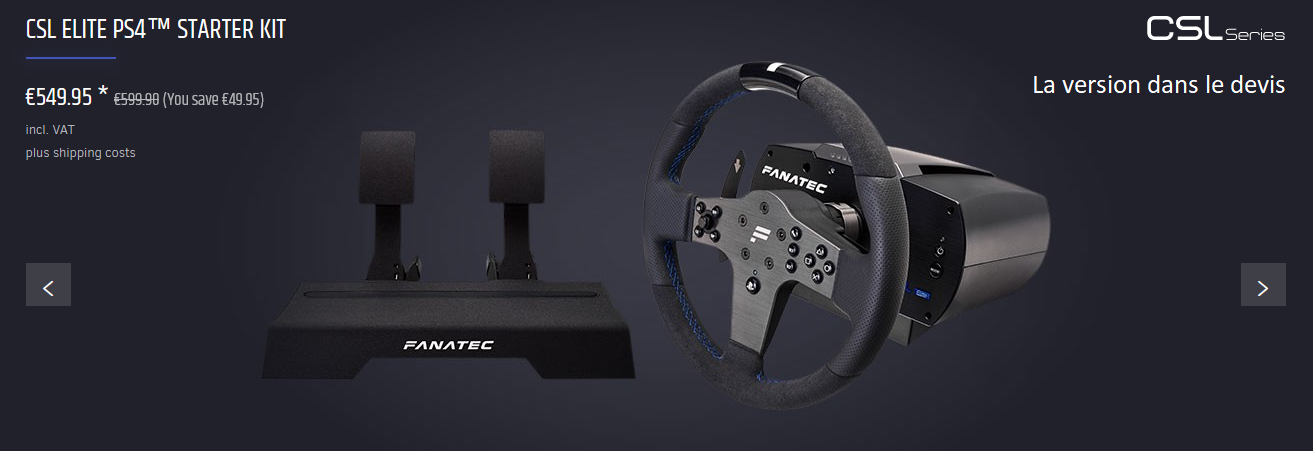 CSL ELITE PS4™ STARTER KIT
CSL Series
€549.95 * €599.90 (You save €49.95)
La version dans le devis
incl. VAT
plus shipping costs
FANATEC
FANATEC